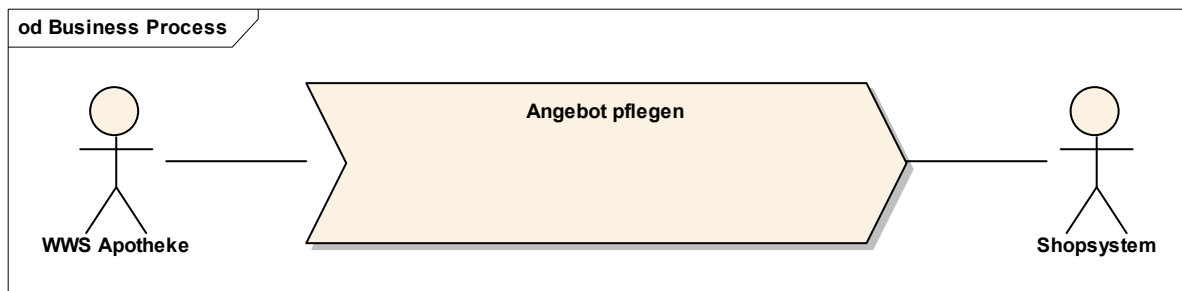 od Business Process
Angebot pflegen
WWS Apotheke
Shopsystem